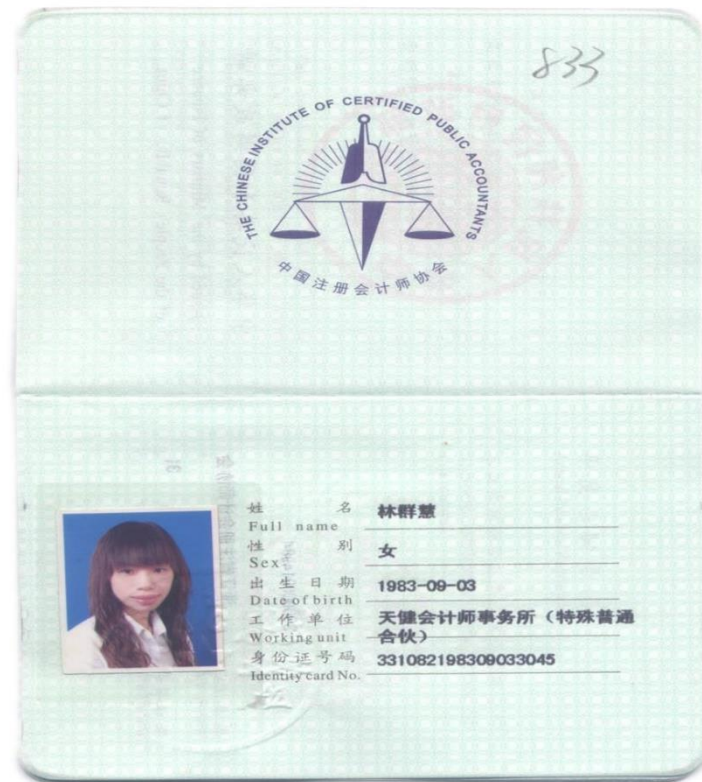 833
THE CHINESE INSTITUTE OF CERTIFIED PUBLIC ACCOUNTANTS
中国注册会计师协会
姓 名 林群慧
Full name
性 别 女
Sex
出生日期 1983-09-03
Date of birth
工作单位 天健会计师事务所（特殊普通
Working unit 合伙）
身份证号码 331082198309033045
Identity card No.